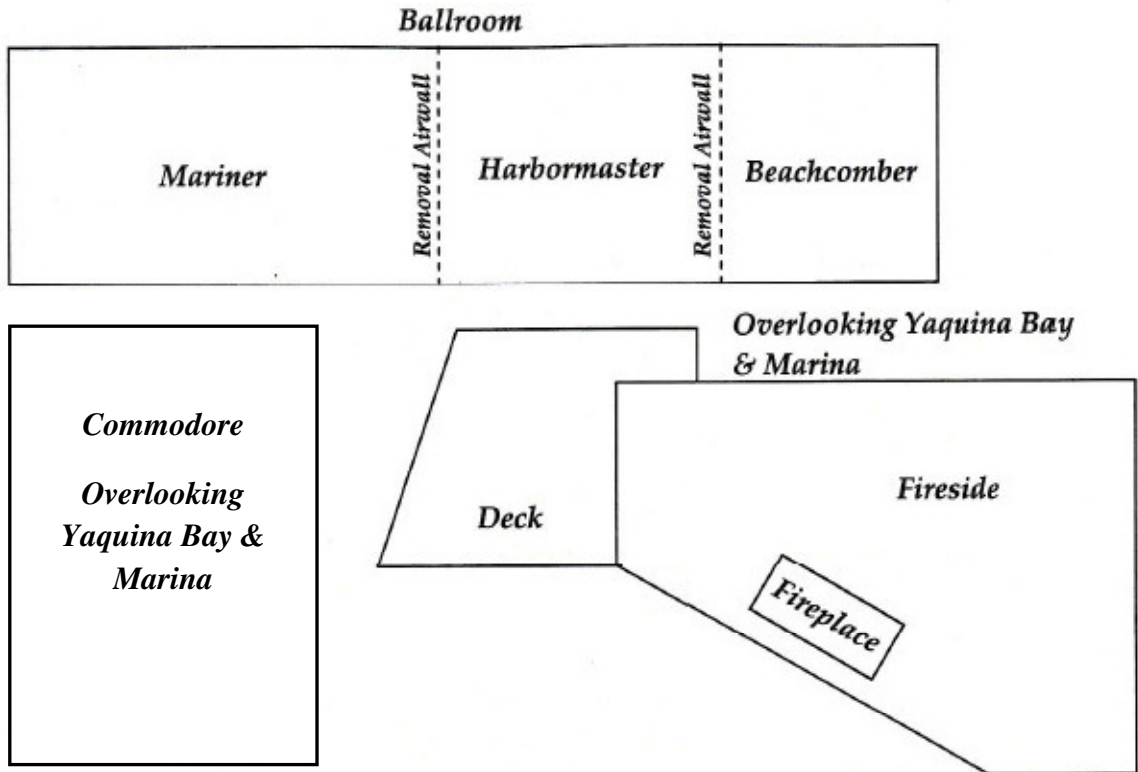 Ballroom
Mariner
Removal Airwall
Harbormaster
Removal Airwall
Beachcomber
Commodore
Overlooking
Yaquina Bay &
Marina
Overlooking Yaquina Bay
& Marina
Deck
Fireside
Fireplace